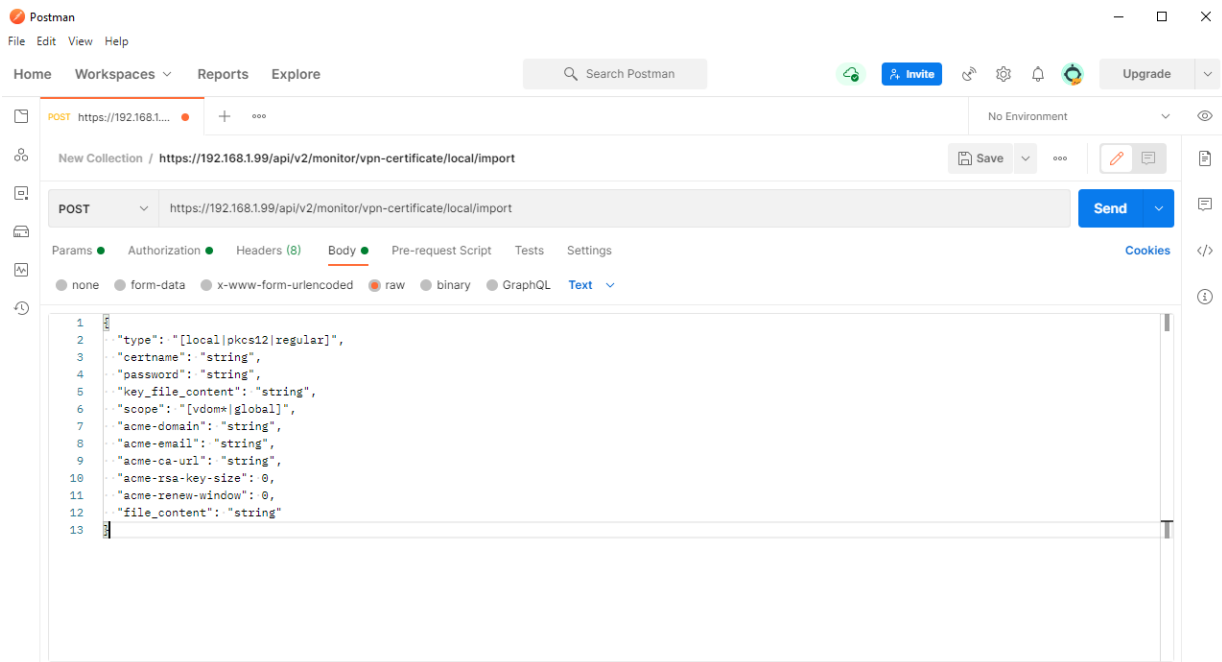 Postman
File Edit View Help
Home Workspaces Reports Explore Search Postman Invite Upgrade
POST https://192.168.1.... No Environment
New Collection / https://192.168.1.99/api/v2/monitor/vpn-certificate/local/import Save
POST https://192.168.1.99/api/v2/monitor/vpn-certificate/local/import Send
Params Authorization Headers (8) Body Pre-request Script Tests Settings Cookies
none form-data x-www-form-urlencoded raw binary GraphQL Text
1 {
2 "type": "[local|pkcs12|regular]",
3 "certname": "string",
4 "password": "string",
5 "key_file_content": "string",
6 "scope": "[vdom*|global]",
7 "acme-domain": "string",
8 "acme-email": "string",
9 "acme-ca-url": "string",
10 "acme-rsa-key-size": 0,
11 "acme-renew-window": 0,
12 "file_content": "string"
13 }